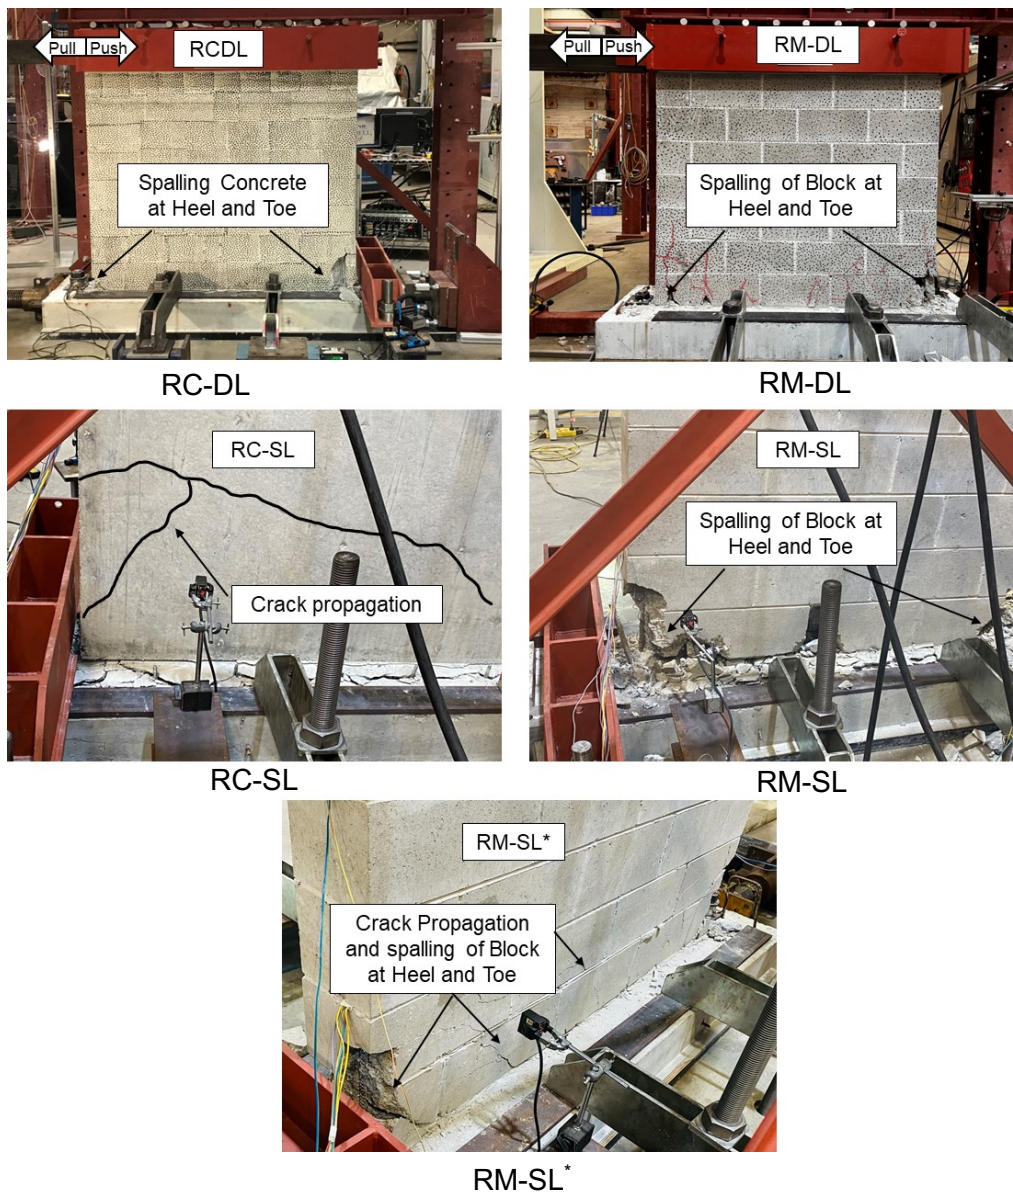 Pull Push
RCDL
Spalling Concrete
at Heel and Toe
RC-DL
Pull Push
RM-DL
Spalling of Block at
Heel and Toe
RM-DL
RC-SL
Crack propagation
RC-SL
RM-SL
Spalling of Block at
Heel and Toe
RM-SL
RM-SL*
Crack Propagation
and spalling of Block
at Heel and Toe
RM-SL*